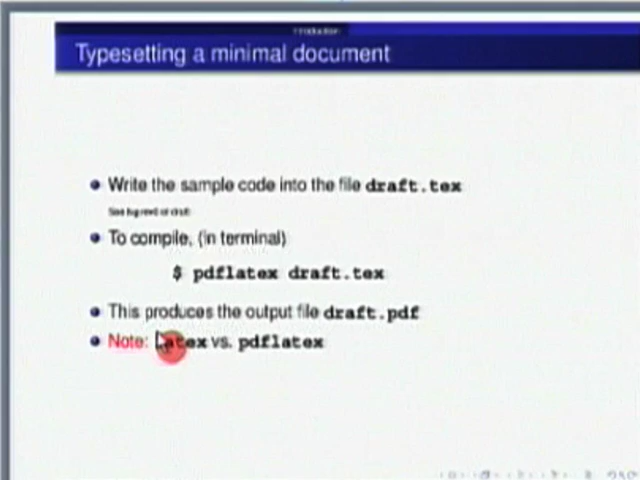 Introduction
Typesetting a minimal document
Write the sample code into the file draft.tex
To compile, (in terminal)
$ pdflatex draft.tex
This produces the output file draft.pdf
Note: latex vs. pdflatex